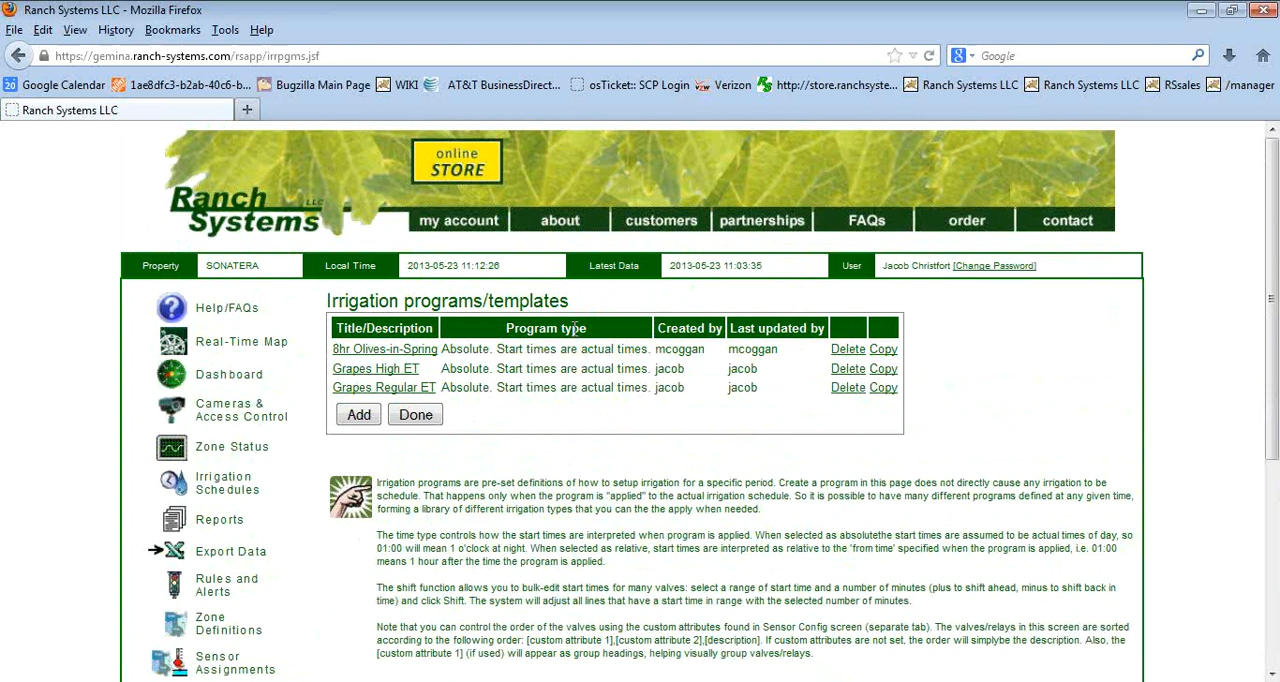 Ranch Systems LLC - Mozilla Firefox
File Edit View History Bookmarks Tools Help
https://gemina.ranch-systems.com/rsapp/irrpgms.jsf
8 Google
20 Google Calendar 1ae8dfc3-b2ab-40c6-b... Bugzilla Main Page WIKI AT&T BusinessDirect... osTicket:: SCP Login vzw Verizon http://store.ranchsyste... Ranch Systems LLC Ranch Systems LLC RSsales /manager
Ranch Systems LLC
online
STORE
Ranch LLC
Systems
my account about customers partnerships FAQs order contact
Property SONATERA Local Time 2013-05-23 11:12:26 Latest Data 2013-05-23 11:03:35 User Jacob Christfort [Change Password]
Help/FAQs
Real-Time Map
Dashboard
Cameras &
Access Control
Zone Status
Irrigation
Schedules
Reports
Export Data
Rules and
Alerts
Zone
Definitions
Sensor
Assignments
Irrigation programs/templates
Title/Description Program type Created by Last updated by
8hr Olives-in-Spring Absolute. Start times are actual times. mcoggan mcoggan Delete Copy
Grapes High ET Absolute. Start times are actual times. jacob jacob Delete Copy
Grapes Regular ET Absolute. Start times are actual times. jacob jacob Delete Copy
Add Done
Irrigation programs are pre-set definitions of how to setup irrigation for a specific period. Create a program in this page does not directly cause any irrigation to be
schedule. That happens only when the program is "applied" to the actual irrigation schedule. So it is possible to have many different programs defined at any given time,
forming a library of different irrigation types that you can the the apply when needed.
The time type controls how the start times are interpreted when program is applied. When selected as absolutethe start times are assumed to be actual times of day, so
01:00 will mean 1 o'clock at night. When selected as relative, start times are interpreted as relative to the 'from time' specified when the program is applied, i.e. 01:00
means 1 hour after the time the program is applied.
The shift function allows you to bulk-edit start times for many valves: select a range of start time and a number of minutes (plus to shift ahead, minus to shift back in
time) and click Shift. The system will adjust all lines that have a start time in range with the selected number of minutes.
Note that you can control the order of the valves using the custom attributes found in Sensor Config screen (separate tab). The valves/relays in this screen are sorted
according to the following order: [custom attribute 1],[custom attribute 2],[description]. If custom attributes are not set, the order will simplybe the description. Also, the
[custom attribute 1] (if used) will appear as group headings, helping visually group valves/relays.